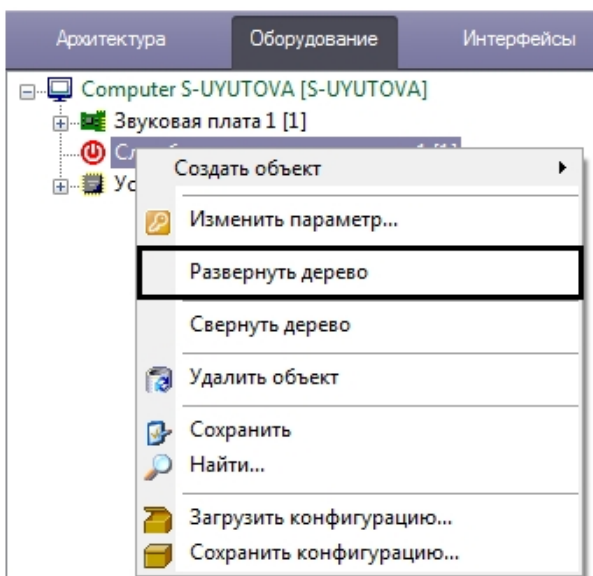 Архитектура Оборудование Интерфейсы
Computer S-UYUTOVA [S-UYUTOVA]
Звуковая плата 1 [1]
Создать объект
Изменить параметр...
Развернуть дерево
Свернуть дерево
Удалить объект
Сохранить
Найти...
Загрузить конфигурацию...
Сохранить конфигурацию...